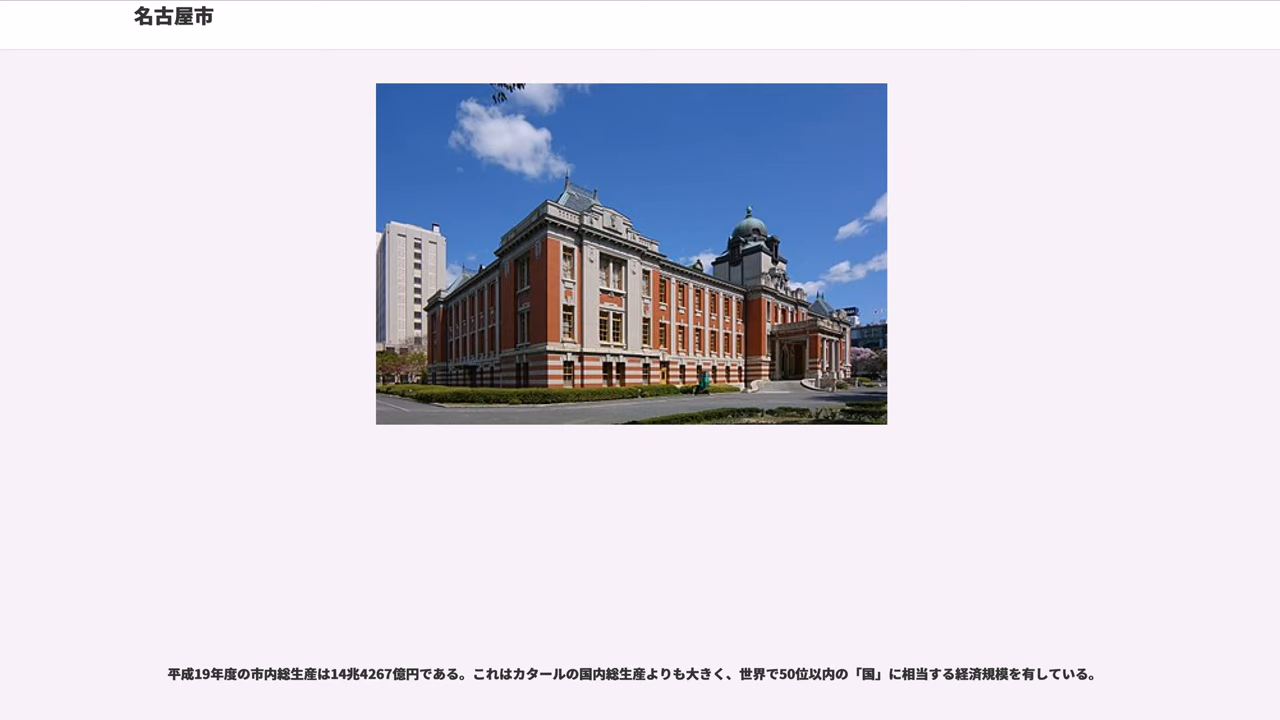 名古屋市
平成19年度の市内総生産は14兆4267億円である。これはカタールの国内総生産よりも大きく、世界で50位以内の「国」に相当する経済規模を有している。